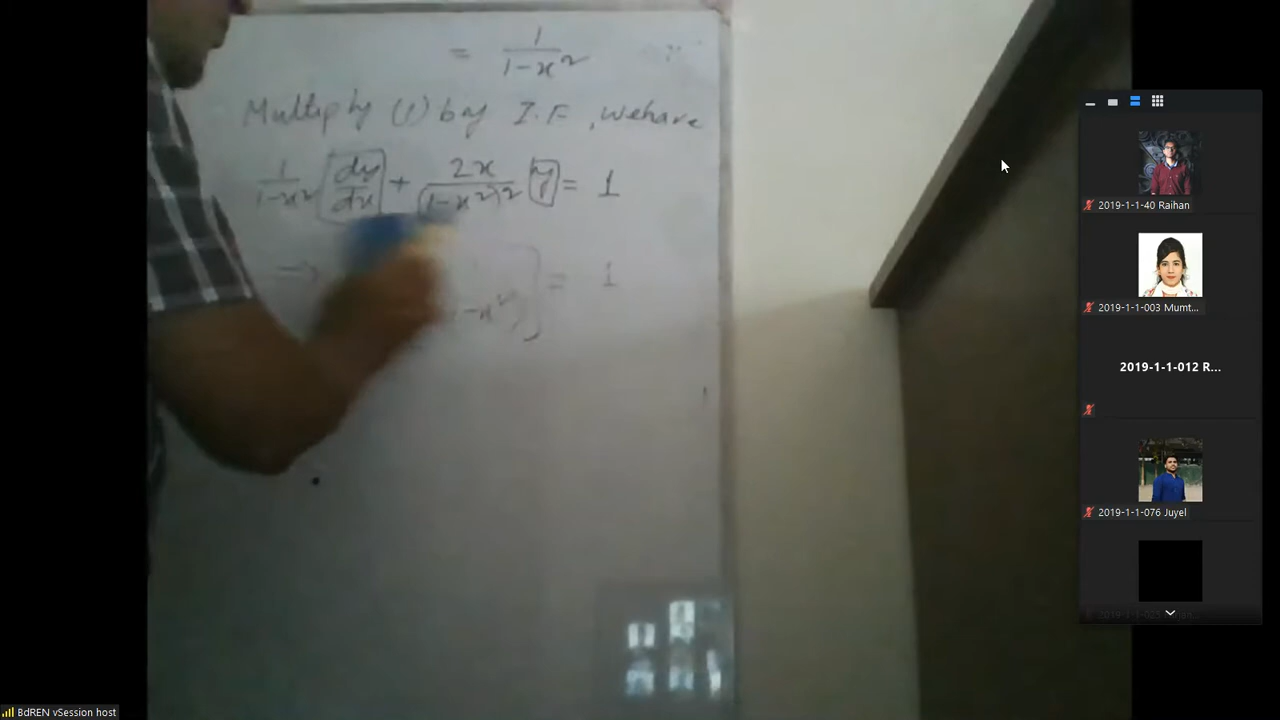 = 1/(1-x²)
Multiply (1) by I.F, we have
1/(1-x²) dy/dx + 2x/(1-x²)² y = 1
⇒ -x²) ] = 1
2019-1-1-40 Raihan
2019-1-1-003 Mumt...
2019-1-1-012 R...
2019-1-1-076 Juyel
BdREN vSession host